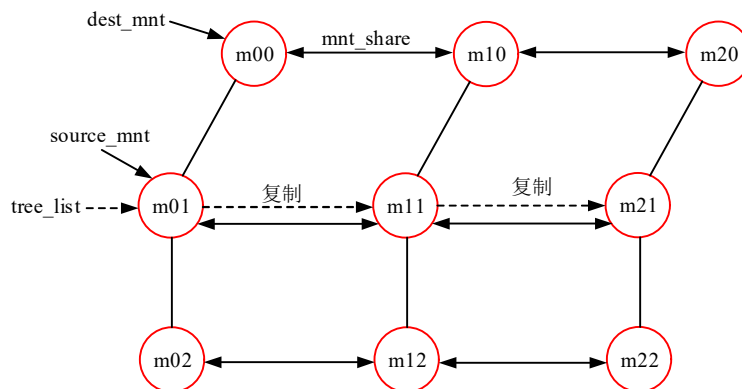 dest_mnt
m00
mnt_share
m10
m20
source_mnt
tree_list
m01
复制
m11
复制
m21
m02
m12
m22